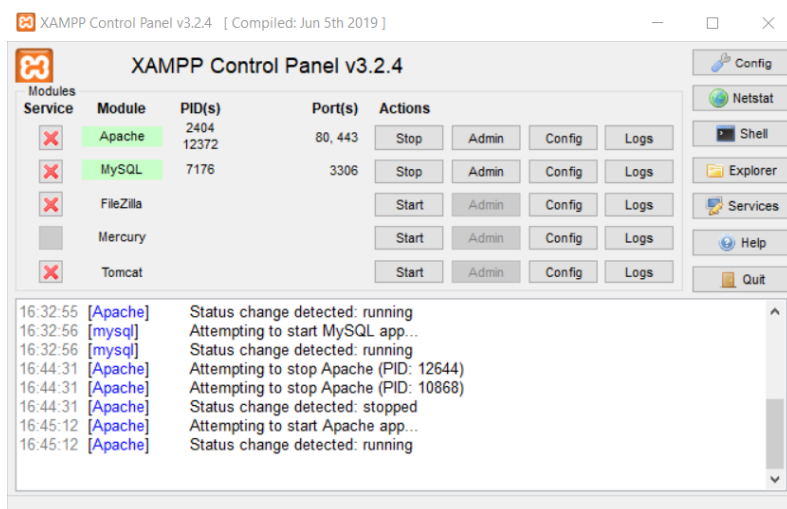 XAMPP Control Panel v3.2.4 [ Compiled: Jun 5th 2019 ]
XAMPP Control Panel v3.2.4
Config
Modules
Service Module PID(s) Port(s) Actions
Netstat
Apache 2404 12372 80, 443 Stop Admin Config Logs
Shell
MySQL 7176 3306 Stop Admin Config Logs
Explorer
FileZilla Start Admin Config Logs
Services
Mercury Start Admin Config Logs
Help
Tomcat Start Admin Config Logs
Quit
16:32:55 [Apache] Status change detected: running
16:32:56 [mysql] Attempting to start MySQL app...
16:32:56 [mysql] Status change detected: running
16:44:31 [Apache] Attempting to stop Apache (PID: 12644)
16:44:31 [Apache] Attempting to stop Apache (PID: 10868)
16:44:31 [Apache] Status change detected: stopped
16:45:12 [Apache] Attempting to start Apache app...
16:45:12 [Apache] Status change detected: running